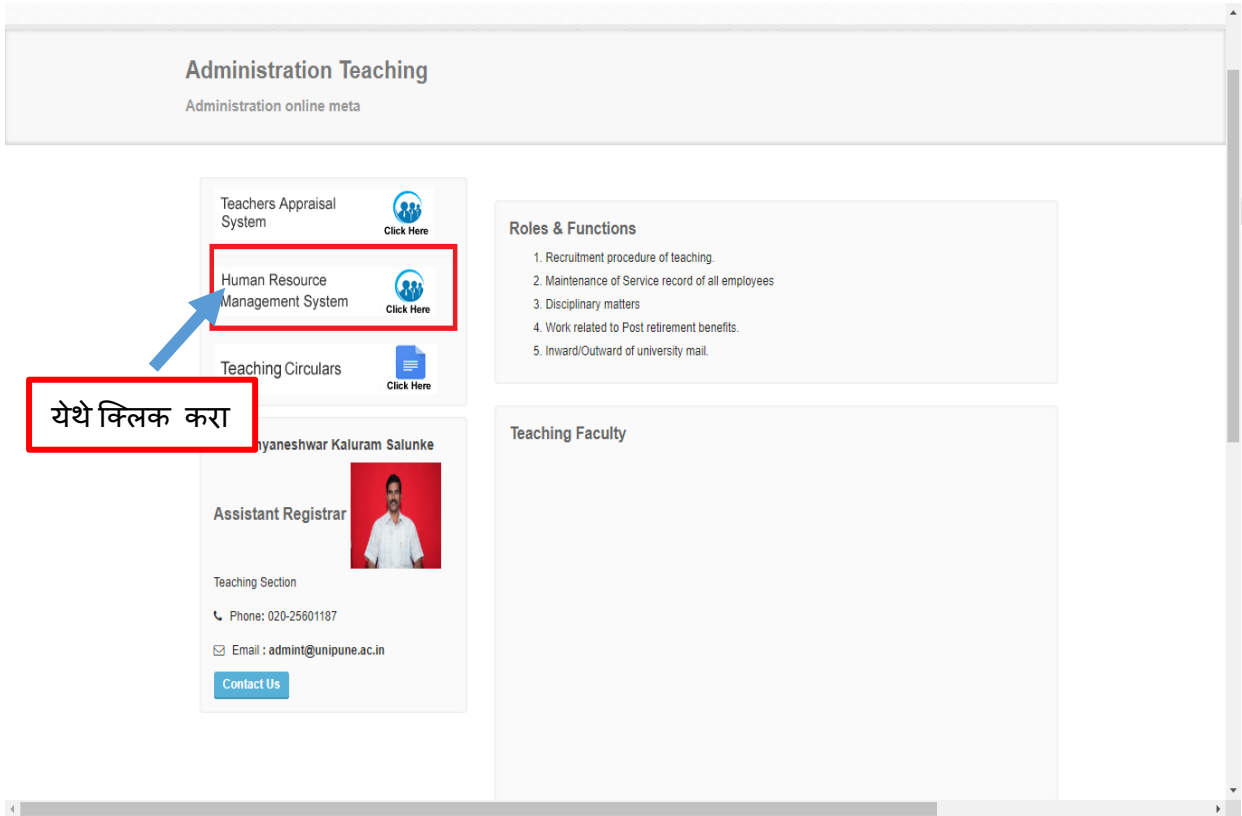 Administration Teaching
Administration online meta
Teachers Appraisal
System
Click Here
Human Resource
Management System
Click Here
Teaching Circulars
Click Here
येथे क्लिक करा
Kaluram Salunke
Assistant Registrar
Teaching Section
Phone: 020-25601187
Email : admint@unipune.ac.in
Contact Us
Roles & Functions
1. Recruitment procedure of teaching.
2. Maintenance of Service record of all employees
3. Disciplinary matters
4. Work related to Post retirement benefits.
5. Inward/Outward of university mail.
Teaching Faculty